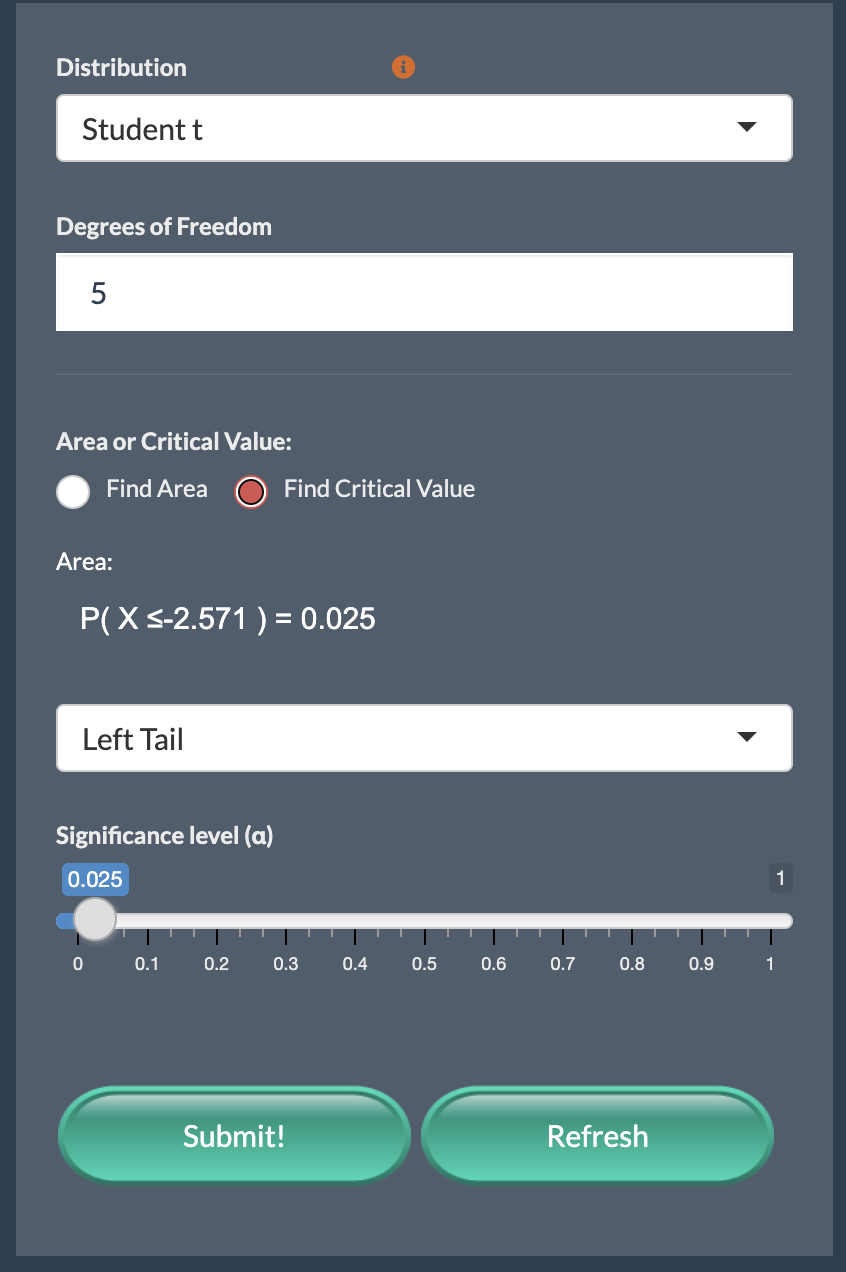 Distribution
Student t
Degrees of Freedom
5
Area or Critical Value:
Find Area Find Critical Value
Area:
P( X ≤-2.571 ) = 0.025
Left Tail
Significance level (α)
0.025 1
0 0.1 0.2 0.3 0.4 0.5 0.6 0.7 0.8 0.9 1
Submit! Refresh